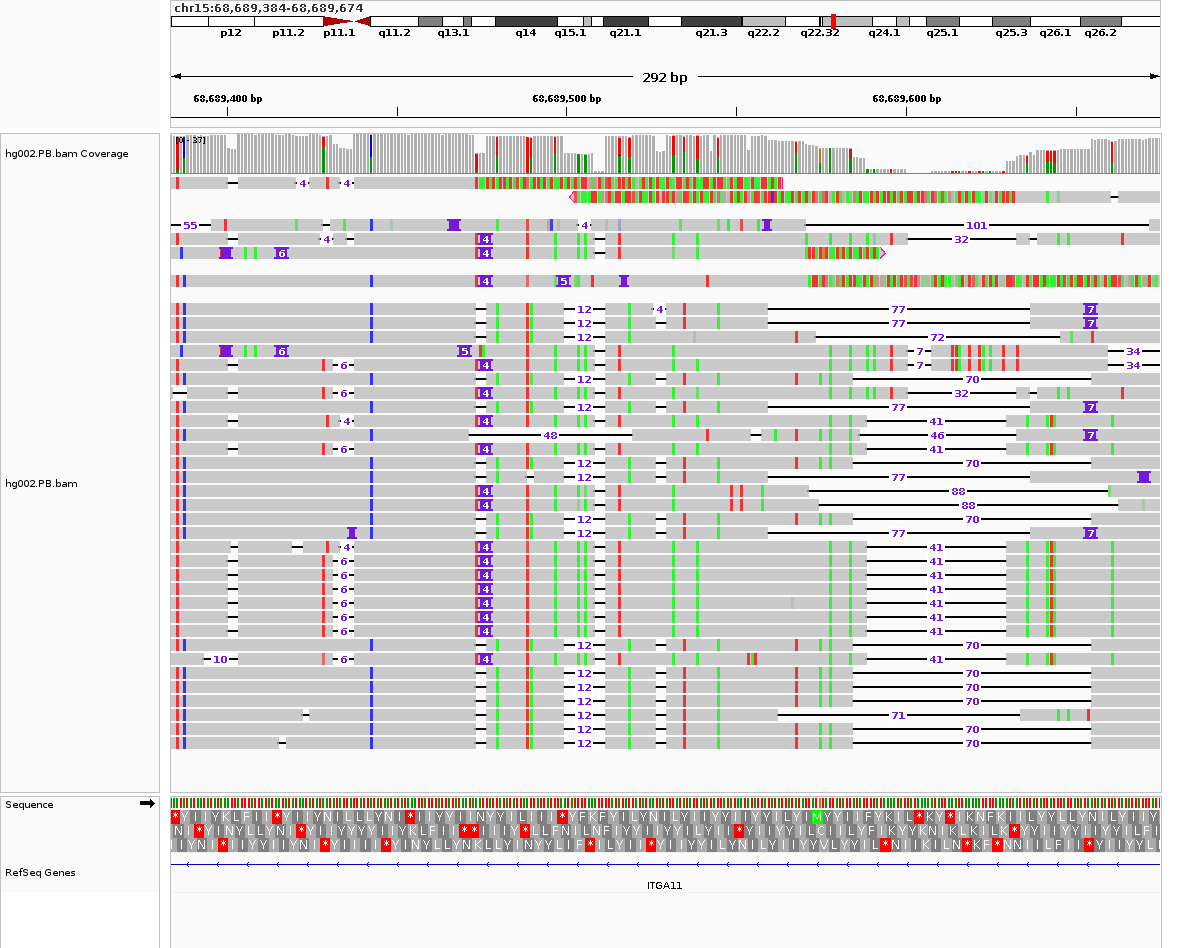 chr15:68,689,384-68,689,674
p12 p11.2 p11.1 q11.2 q13.1 q14 q15.1 q21.1 q21.3 q22.2 q22.32 q24.1 q25.1 q25.3 q26.1 q26.2
292 bp
68,689,400 bp 68,689,500 bp 68,689,600 bp
hg002.PB.bam Coverage
[0 - 37]
4 4
55 4 101
4 4 32
6 4
4 5
12 4 77 7
12 77 7
12 72
6 5 7 34
6 4 7 34
12 70
6 4 32
12 77 7
4 4 41
48 46 7
6 4 41
12 70
hg002.PB.bam
12 77
4 88
4 88
12 70
12 77 7
4 4 41
6 4 41
6 4 41
6 4 41
6 4 41
6 4 41
6 4 41
12 70
10 6 4 41
12 70
12 70
12 70
12 71
12 70
12 70
Sequence
RefSeq Genes
ITGA11